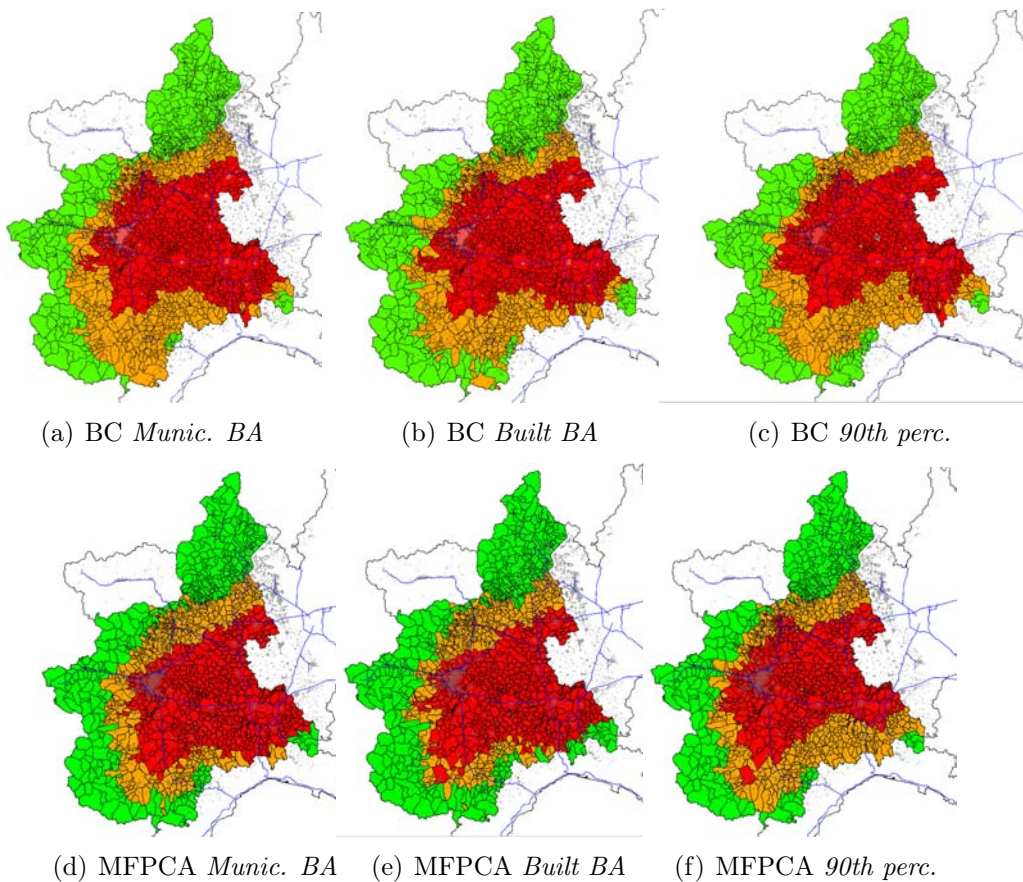 (a) BC Munic. BA
(b) BC Built BA
(c) BC 90th perc.
(d) MFPCA Munic. BA
(e) MFPCA Built BA
(f) MFPCA 90th perc.